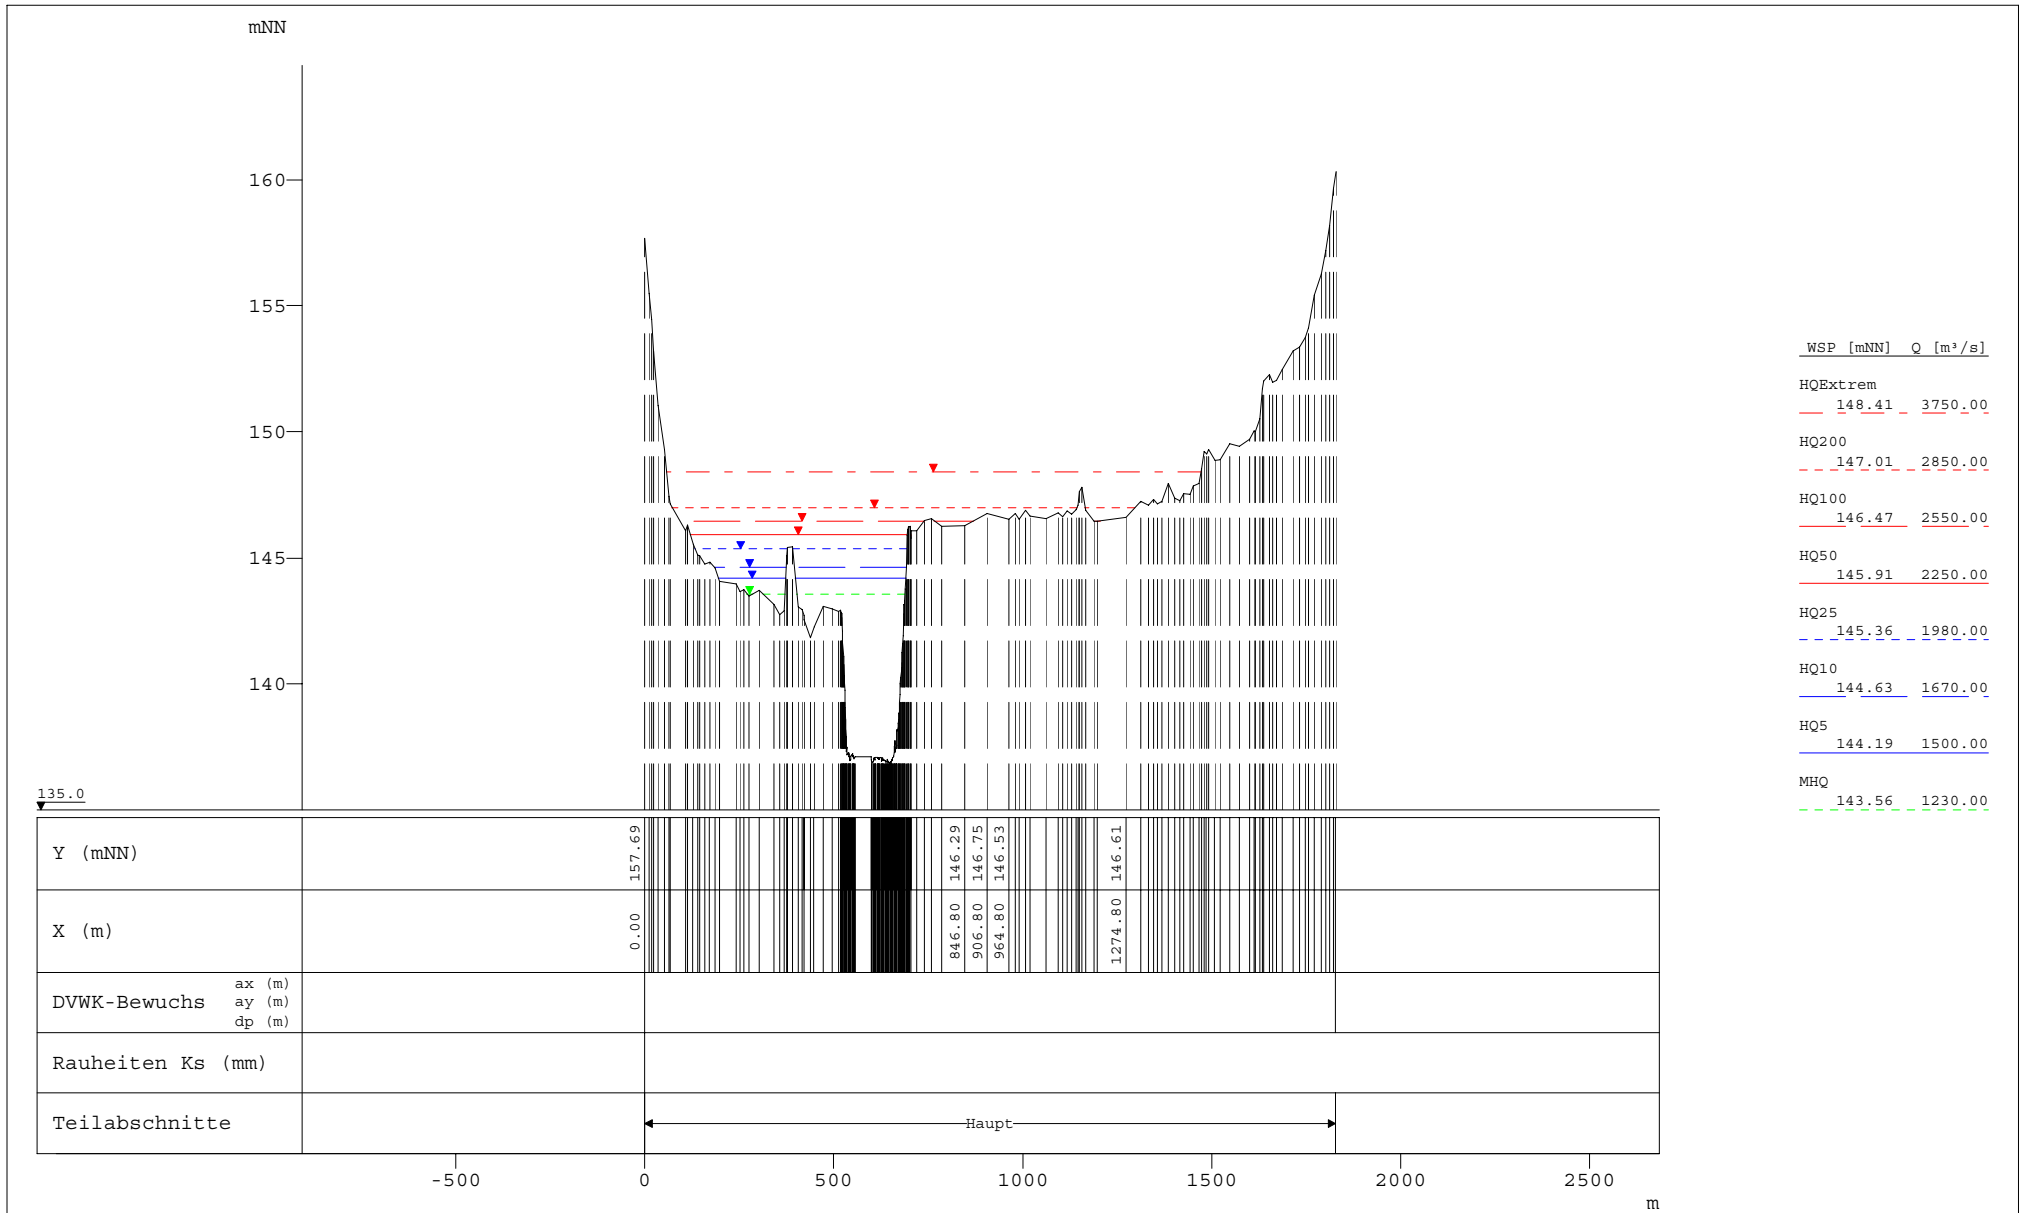 mNN
160
155
150
145
140
135.0
WSP [mNN] Q [m³/s]
HQExtrem
148.41 3750.00
HQ200
147.01 2850.00
HQ100
146.47 2550.00
HQ50
145.91 2250.00
HQ25
145.36 1980.00
HQ10
144.63 1670.00
HQ5
144.19 1500.00
MHQ
143.56 1230.00
Y (mNN)
157.69 146.29 146.75 146.53 146.61
X (m)
0.00 846.80 906.80 964.80 1274.80
DVWK-Bewuchs
ax (m)
ay (m)
dp (m)
Rauheiten Ks (mm)
Teilabschnitte
Haupt
-500 0 500 1000 1500 2000 2500
m